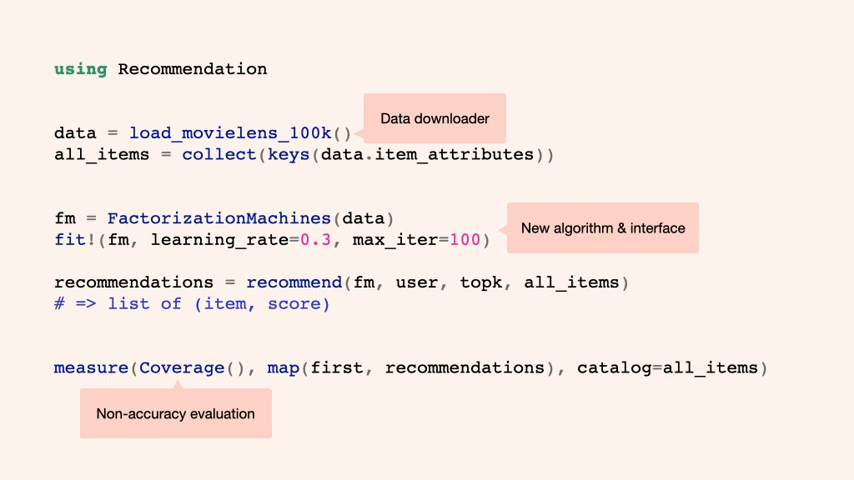 using Recommendation
Data downloader
data = load_movielens_100k()
all_items = collect(keys(data.item_attributes))
fm = FactorizationMachines(data)
New algorithm & interface
fit!(fm, learning_rate=0.3, max_iter=100)
recommendations = recommend(fm, user, topk, all_items)
# => list of (item, score)
measure(Coverage(), map(first, recommendations), catalog=all_items)
Non-accuracy evaluation